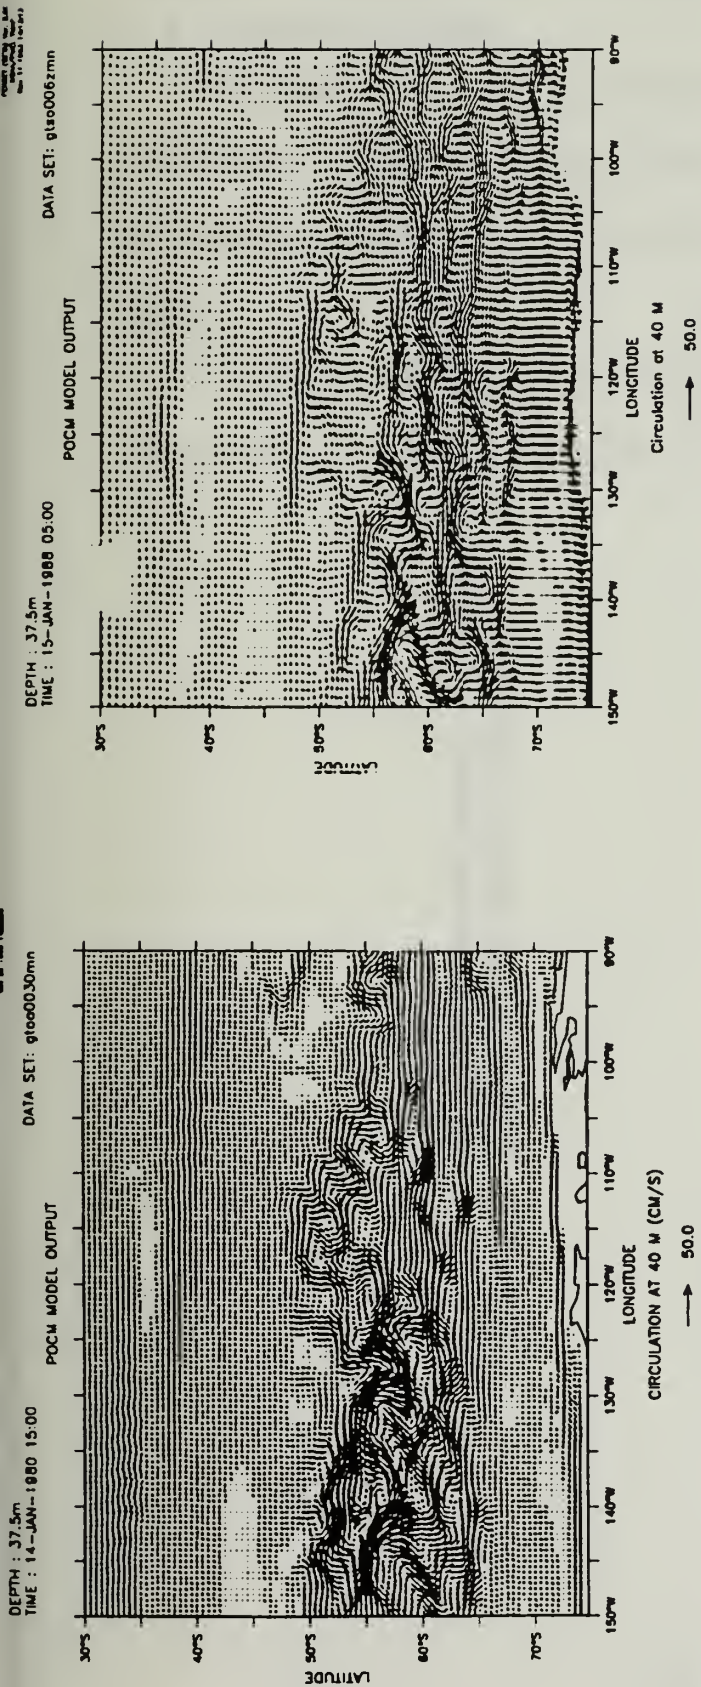 DEPTH : 37.5m
TIME : 14-JAN-1980 15:00
DATA SET: gtoo0030mn
POCM MODEL OUTPUT
30°S
40°S
50°S
60°S
70°S
LATITUDE
150°W
140°W
130°W
120°W
110°W
100°W
90°W
LONGITUDE
CIRCULATION AT 40 M (CM/S)
50.0
DEPTH : 37.5m
TIME : 15-JAN-1988 05:00
DATA SET: gtso006zmn
POCM MODEL OUTPUT
30°S
40°S
50°S
60°S
70°S
150°W
140°W
130°W
120°W
110°W
100°W
90°W
LONGITUDE
Circulation at 40 M
50.0